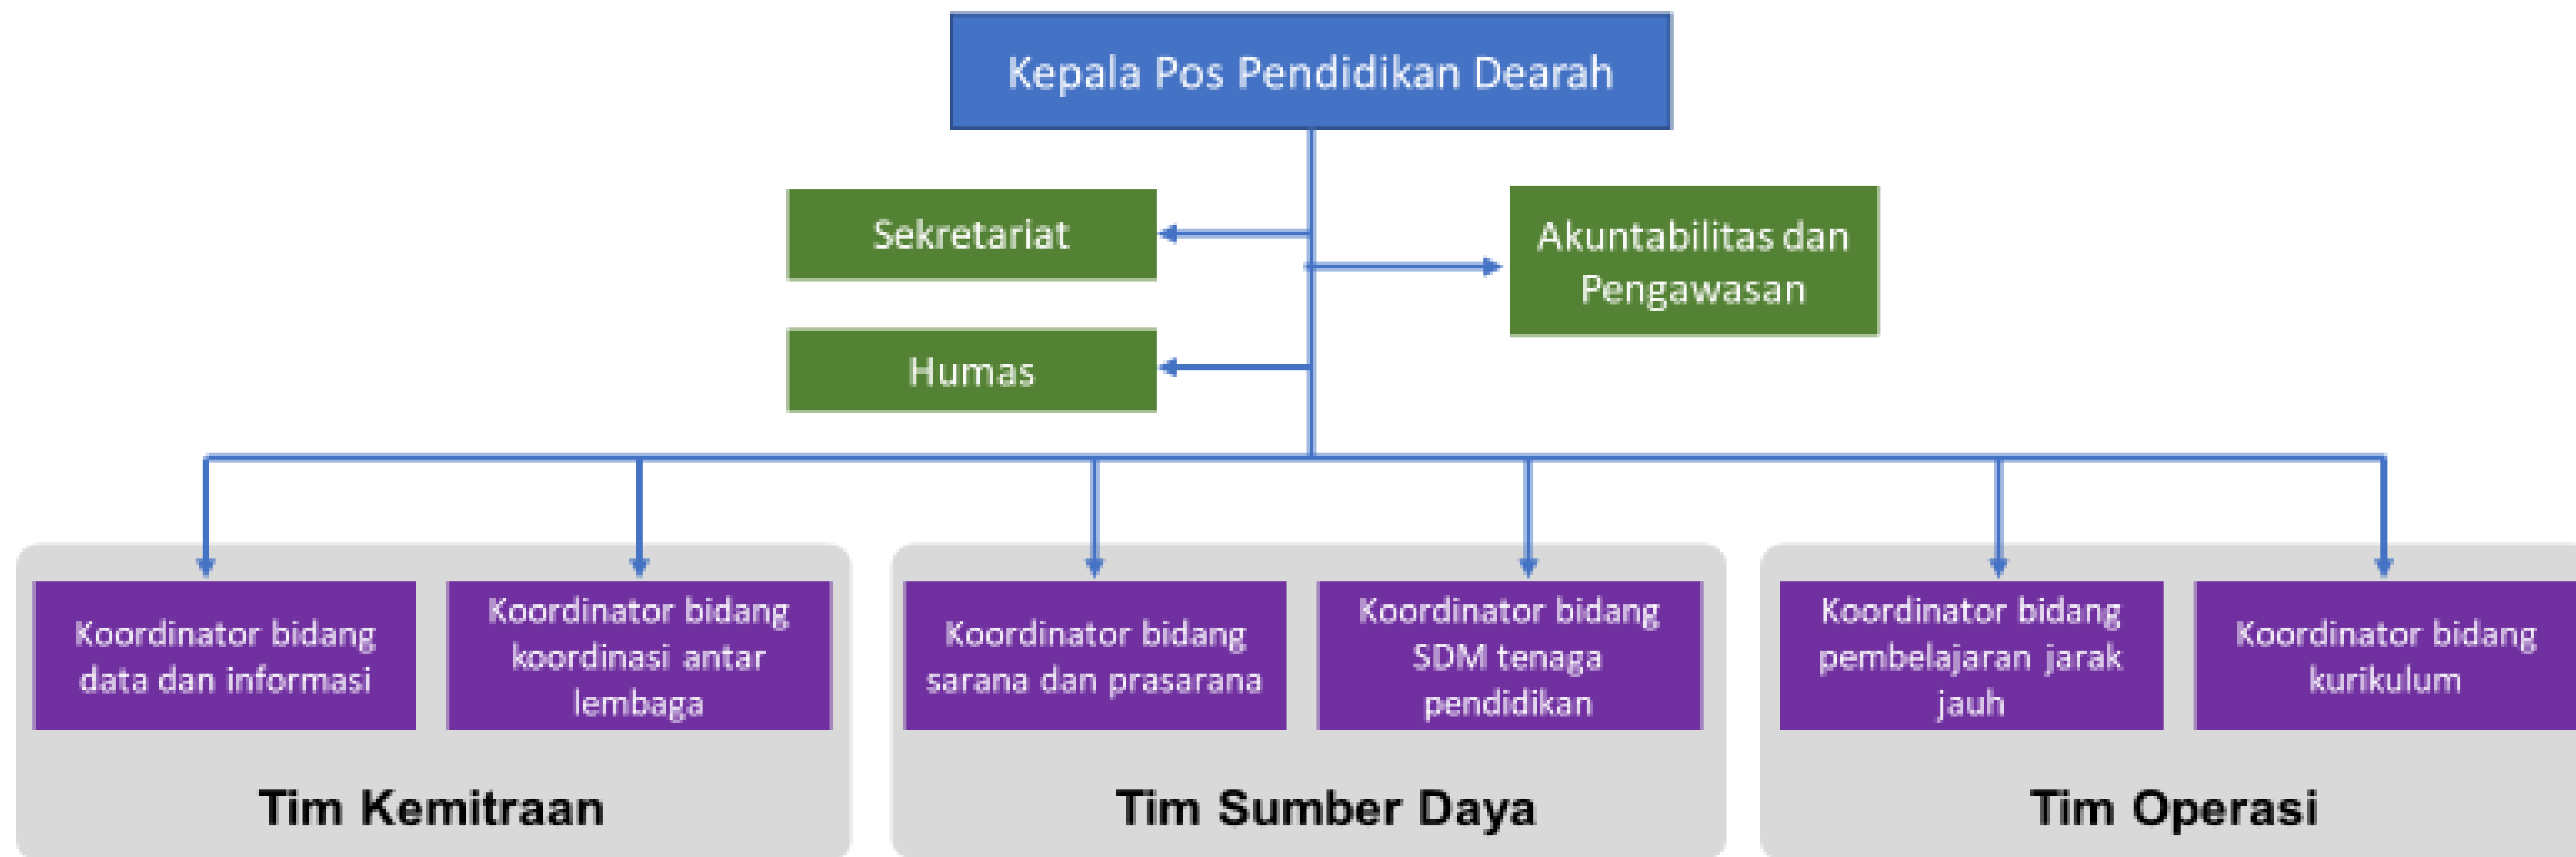 Kepala Pos Pendidikan Dearah
Sekretariat
Akuntabilitas dan
Pengawasan
Humas
Koordinator bidang
data dan informasi
Koordinator bidang
koordinasi antar
lembaga
Koordinator bidang
sarana dan prasarana
Koordinator bidang
SDM tenaga
pendidikan
Koordinator bidang
pembelajaran jarak
jauh
Koordinator bidang
kurikulum
Tim Kemitraan
Tim Sumber Daya
Tim Operasi